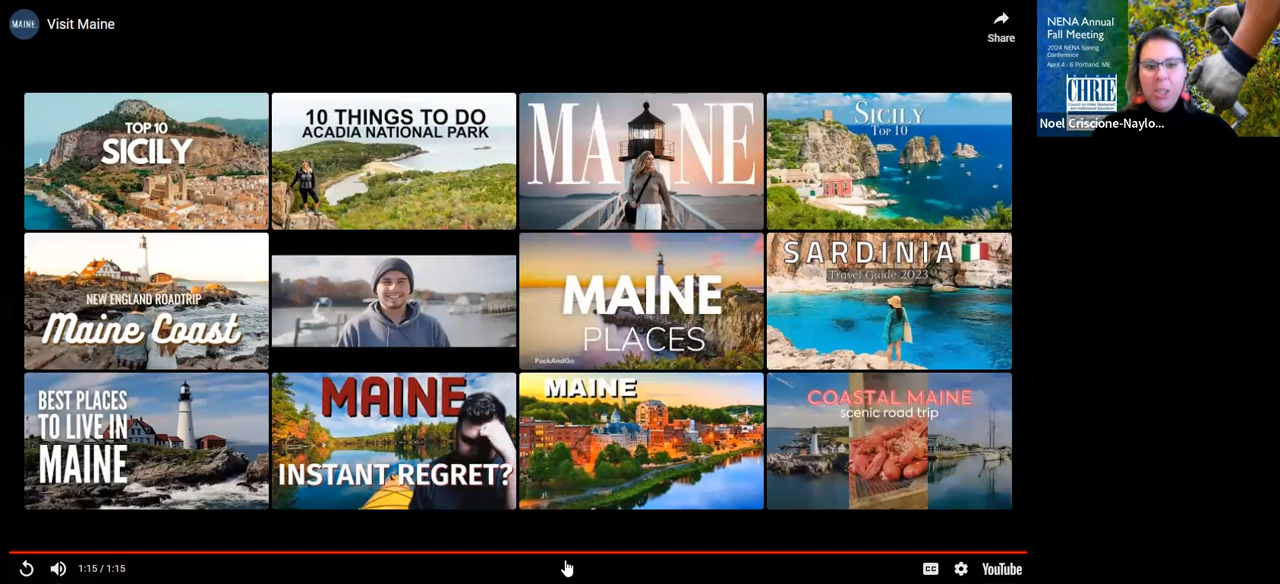 MAINE.
Visit Maine
Share
TOP 10
SICILY
10 THINGS TO DO
ACADIA NATIONAL PARK
MAINE
SICILY
TOP 10
NEW ENGLAND ROADTRIP
Maine Coast
MAINE
PLACES
PackAndGo
SARDINIA
Travel Guide 2023
BEST PLACES
TO LIVE IN
MAINE
MAINE
INSTANT REGRET?
MAINE
COASTAL MAINE
scenic road trip
1:15 / 1:15
CC
YouTube
NENA Annual
Fall Meeting
2024 NENA Spring
Conference
April 4 - 6 Portland, ME
CHRIE
Noel Criscione-Naylo...